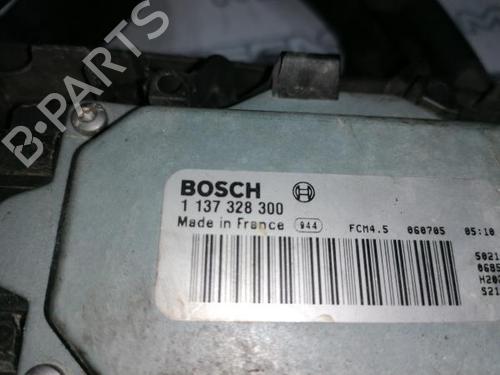 B-PARTS
BOSCH
1 137 328 300
Made in France 944 FCM4.5 060705 05:10